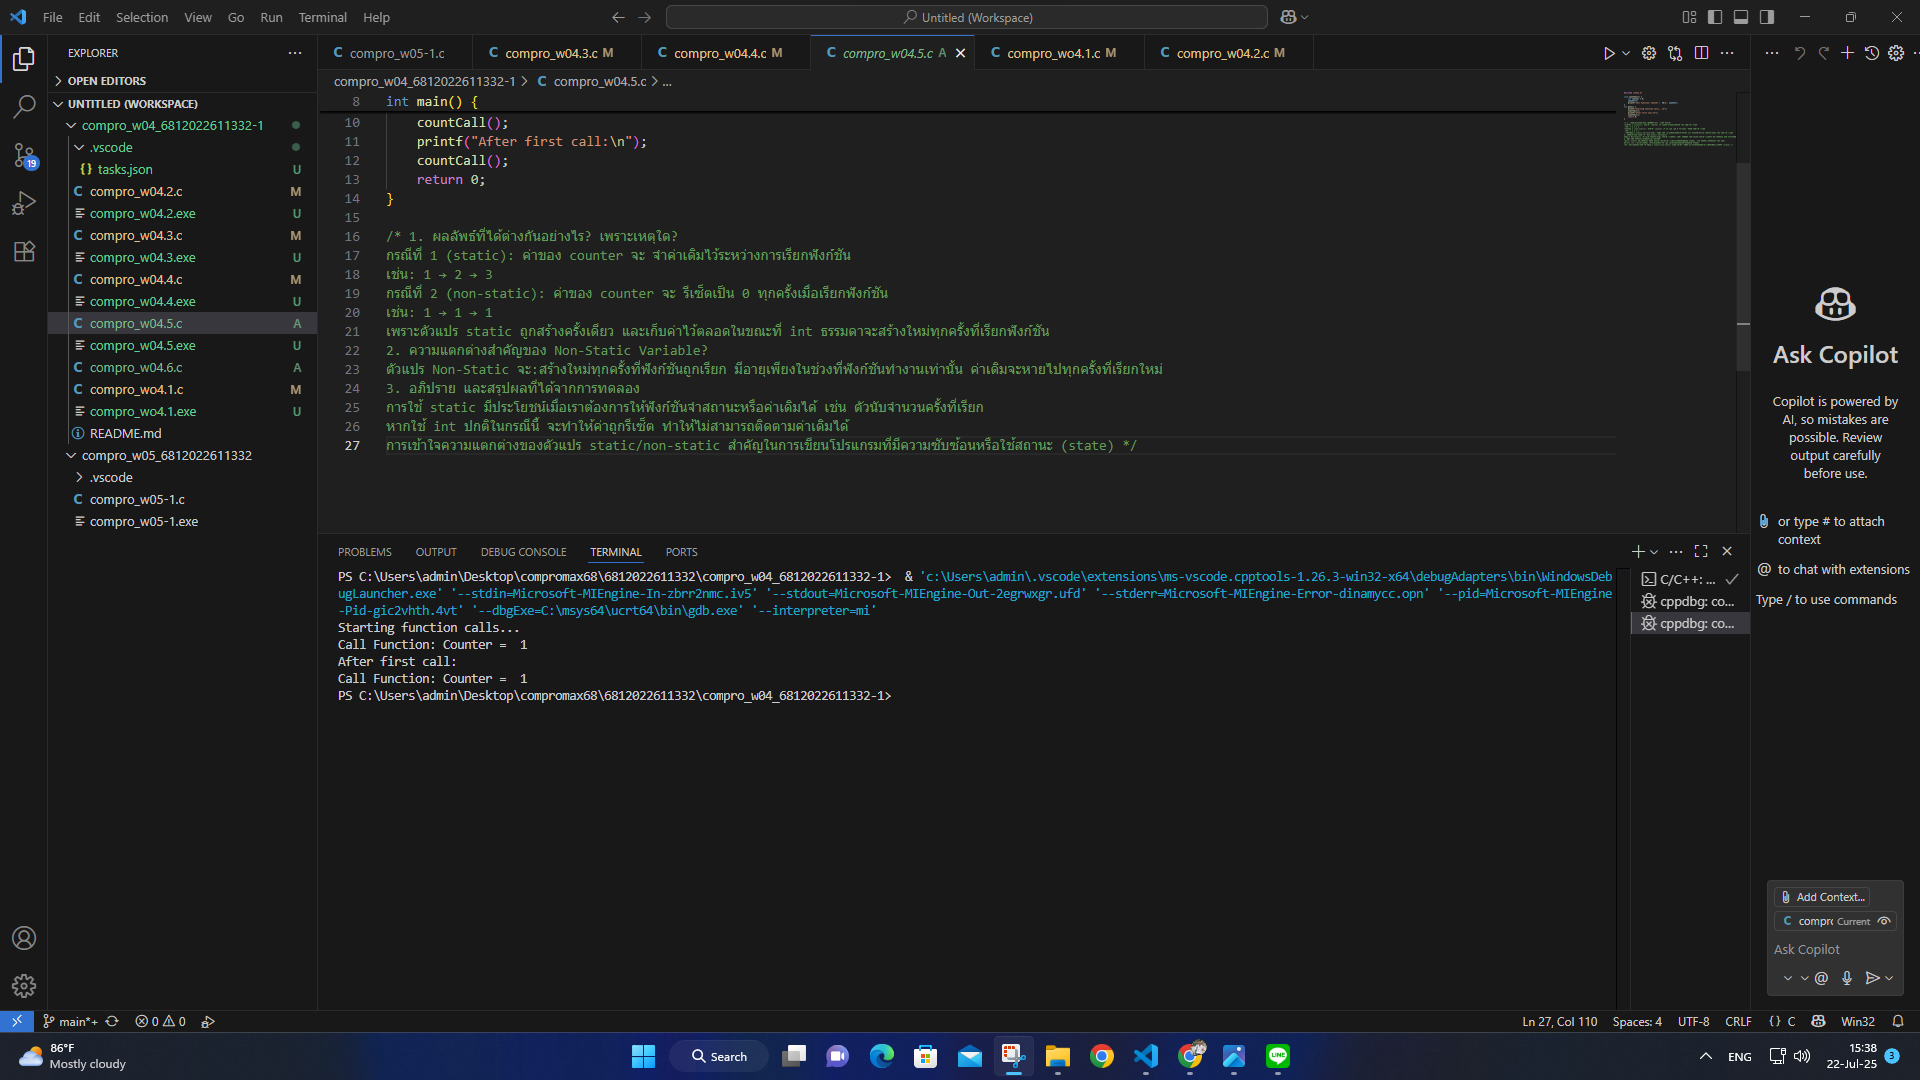 File Edit Selection View Go Run Terminal Help
Untitled (Workspace)
EXPLORER
OPEN EDITORS
UNTITLED (WORKSPACE)
compro_w04_6812022611332-1
.vscode
tasks.json U
compro_w04.2.c M
compro_w04.2.exe U
compro_w04.3.c M
compro_w04.3.exe U
compro_w04.4.c M
compro_w04.4.exe U
compro_w04.5.c A
compro_w04.5.exe U
compro_w04.6.c A
compro_wo4.1.c M
compro_wo4.1.exe U
README.md
compro_w05_6812022611332
.vscode
compro_w05-1.c
compro_w05-1.exe
19
compro_w05-1.c compro_w04.3.c M compro_w04.4.c M compro_w04.5.c A compro_wo4.1.c M compro_w04.2.c M
compro_w04_6812022611332-1 > C compro_w04.5.c > ...
8 int main() {
10 countCall();
11 printf("After first call:\n");
12 countCall();
13 return 0;
14 }
15
16 /* 1. ผลลัพธ์ที่ได้ต่างกันอย่างไร? เพราะเหตุใด?
17 กรณีที่ 1 (static): ค่าของ counter จะ จำค่าเดิมไว้ระหว่างการเรียกฟังก์ชัน
18 เช่น: 1 → 2 → 3
19 กรณีที่ 2 (non-static): ค่าของ counter จะ รีเซ็ตเป็น 0 ทุกครั้งเมื่อเรียกฟังก์ชัน
20 เช่น: 1 → 1 → 1
21 เพราะตัวแปร static ถูกสร้างครั้งเดียว และเก็บค่าไว้ตลอดในขณะที่ int ธรรมดาจะสร้างใหม่ทุกครั้งที่เรียกฟังก์ชัน
22 2. ความแตกต่างสำคัญของ Non-Static Variable?
23 ตัวแปร Non-Static จะ:สร้างใหม่ทุกครั้งที่ฟังก์ชันถูกเรียก มีอายุเพียงในช่วงที่ฟังก์ชันทำงานเท่านั้น ค่าเดิมจะหายไปทุกครั้งที่เรียกใหม่
24 3. อภิปราย และสรุปผลที่ได้จากการทดลอง
25 การใช้ static มีประโยชน์เมื่อเราต้องการให้ฟังก์ชันจำสถานะหรือค่าเดิมได้ เช่น ตัวนับจำนวนครั้งที่เรียก
26 หากใช้ int ปกติในกรณีนี้ จะทำให้ค่าถูกรีเซ็ต ทำให้ไม่สามารถติดตามค่าเดิมได้
27 การเข้าใจความแตกต่างของตัวแปร static/non-static สำคัญในการเขียนโปรแกรมที่มีความซับซ้อนหรือใช้สถานะ (state) */
PROBLEMS OUTPUT DEBUG CONSOLE TERMINAL PORTS
PS C:\Users\admin\Desktop\compromax68\6812022611332\compro_w04_6812022611332-1> & 'c:\Users\admin\.vscode\extensions\ms-vscode.cpptools-1.26.3-win32-x64\debugAdapters\bin\WindowsDeb
ugLauncher.exe' '--stdin=Microsoft-MIEngine-In-zbrr2nmc.iv5' '--stdout=Microsoft-MIEngine-Out-2egrwxgr.ufd' '--stderr=Microsoft-MIEngine-Error-dinamycc.opn' '--pid=Microsoft-MIEngine
-Pid-gic2vhth.4vt' '--dbgExe=C:\msys64\ucrt64\bin\gdb.exe' '--interpreter=mi'
Starting function calls...
Call Function: Counter = 1
After first call:
Call Function: Counter = 1
PS C:\Users\admin\Desktop\compromax68\6812022611332\compro_w04_6812022611332-1>
C/C++: ...
cppdbg: co...
cppdbg: co...
Ask Copilot
Copilot is powered by
AI, so mistakes are
possible. Review
output carefully
before use.
or type # to attach
context
@ to chat with extensions
Type / to use commands
Add Context...
C compr Current
Ask Copilot
main*+ 0 0 Ln 27, Col 110 Spaces: 4 UTF-8 CRLF {} C Win32
86°F
Mostly cloudy
Search
LINE
ENG
15:38
22-Jul-25
3